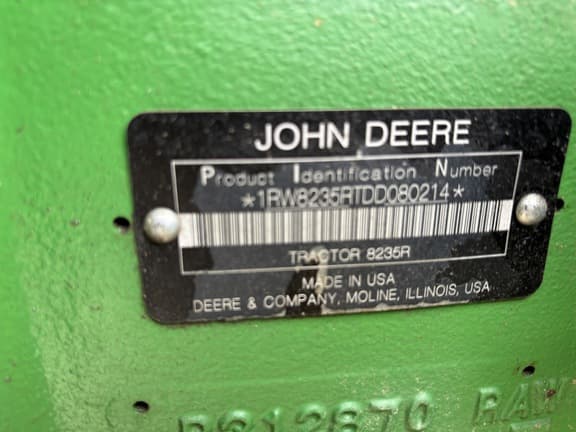 JOHN DEERE
Product Identification Number
*1RW8235RTDD080214*
TRACTOR 8235R
MADE IN USA
DEERE & COMPANY, MOLINE, ILLINOIS, USA